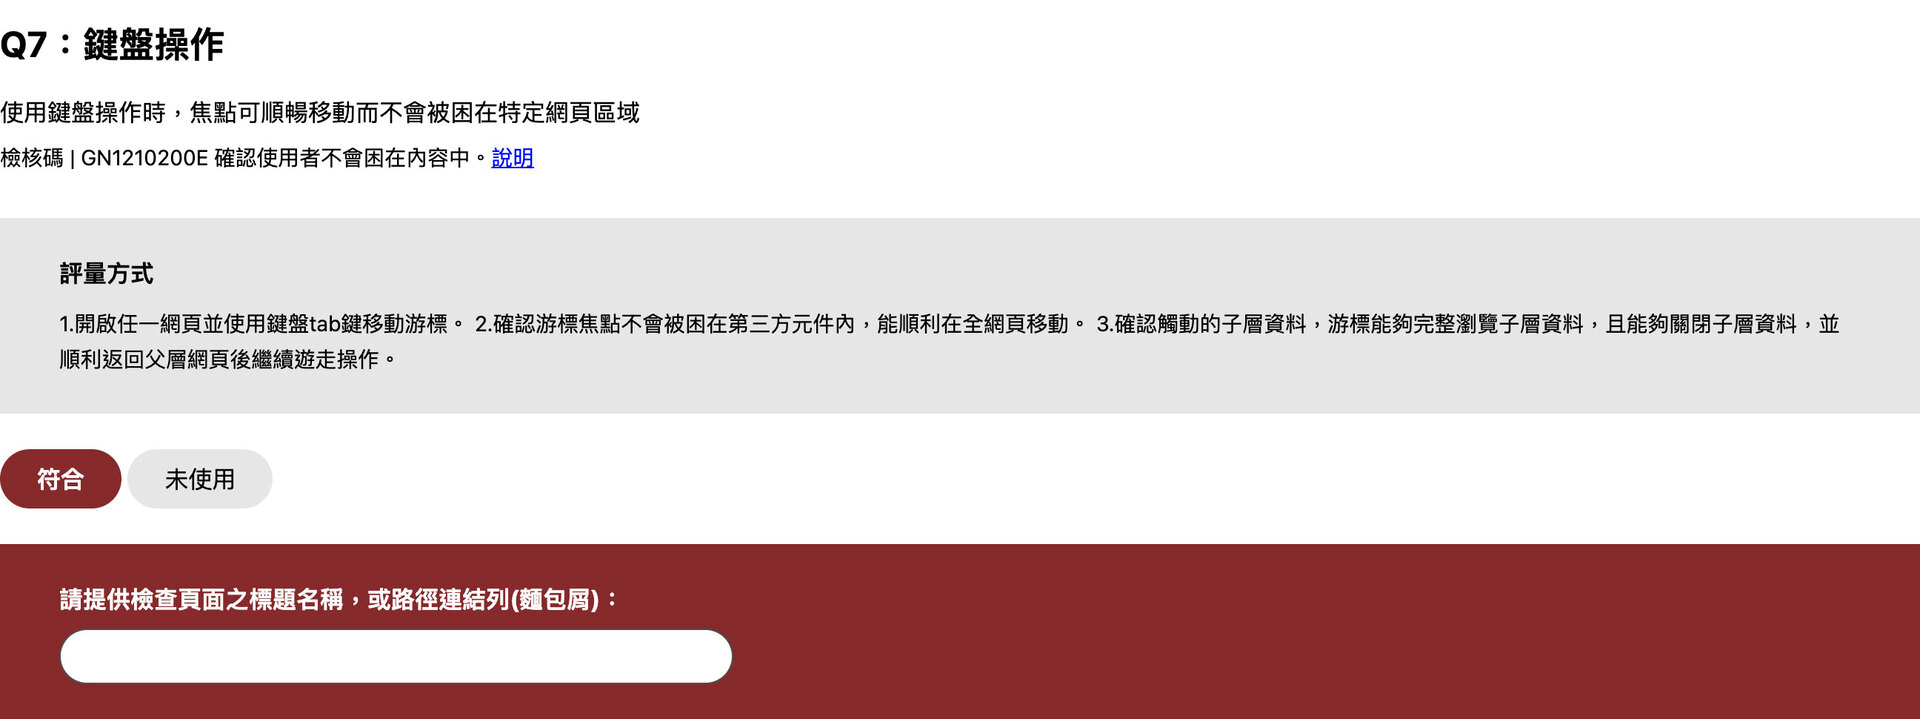 Q7：鍵盤操作
使用鍵盤操作時，焦點可順暢移動而不會被困在特定網頁區域
檢核碼 | GN1210200E 確認使用者不會困在內容中。說明
評量方式
1.開啟任一網頁並使用鍵盤tab鍵移動游標。 2.確認游標焦點不會被困在第三方元件內，能順利在全網頁移動。 3.確認觸動的子層資料，游標能夠完整瀏覽子層資料，且能夠關閉子層資料，並
順利返回父層網頁後繼續遊走操作。
符合 未使用
請提供檢查頁面之標題名稱，或路徑連結列(麵包屑)：